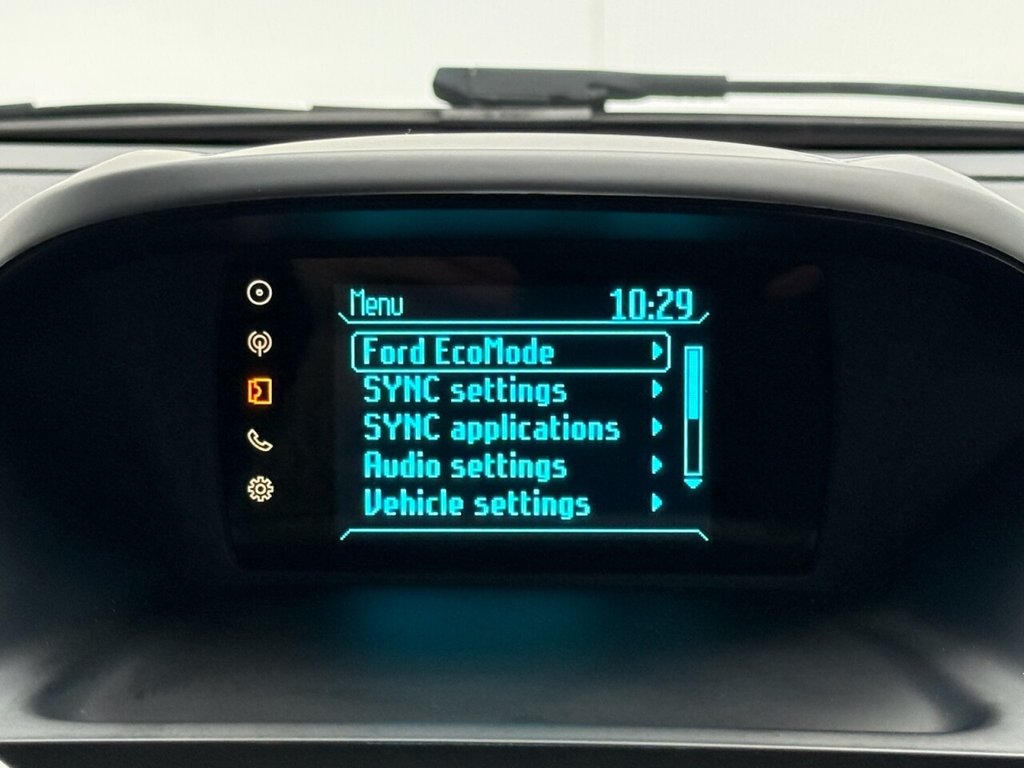 Menu 10:29
Ford EcoMode
SYNC settings
SYNC applications
Audio settings
Vehicle settings